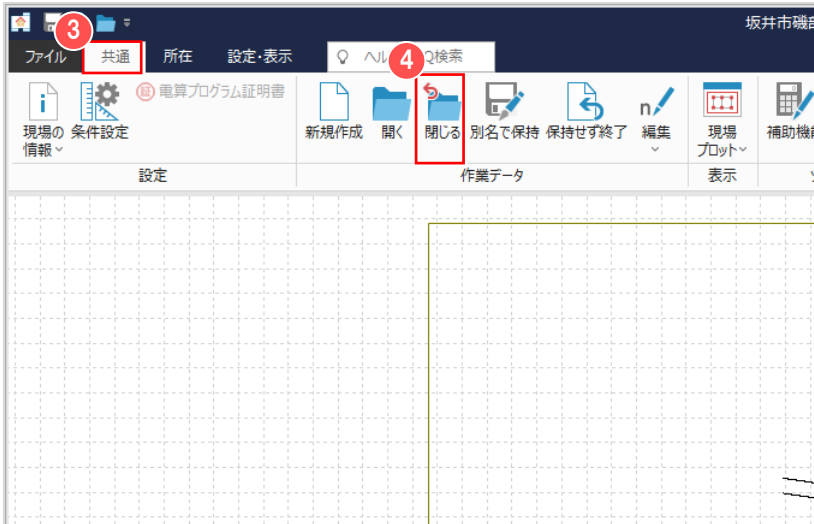 坂井市磯部
3
ファイル 共通 所在 設定・表示 ヘル Q検索
4
電算プログラム証明書
現場の情報 条件設定 新規作成 開く 閉じる 別名で保持 保持せず終了 編集 現場プロット 補助機能
設定 作業データ 表示